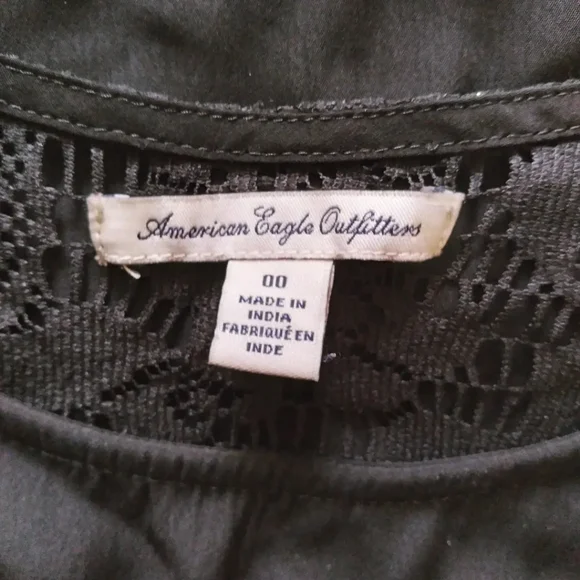 American Eagle Outfitters
00
MADE IN
INDIA
FABRIQUÉ EN
INDE